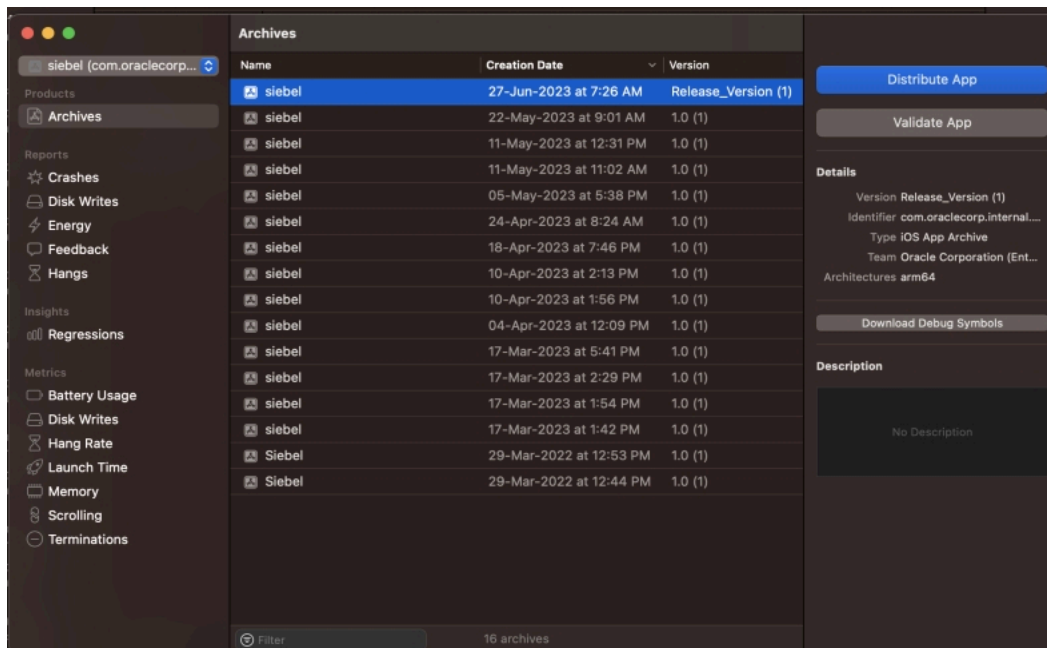 Archives
siebel (com.oraclecorp...
Products
Archives
Reports
Crashes
Disk Writes
Energy
Feedback
Hangs
Insights
Regressions
Metrics
Battery Usage
Disk Writes
Hang Rate
Launch Time
Memory
Scrolling
Terminations
Name Creation Date Version
siebel 27-Jun-2023 at 7:26 AM Release_Version (1)
siebel 22-May-2023 at 9:01 AM 1.0 (1)
siebel 11-May-2023 at 12:31 PM 1.0 (1)
siebel 11-May-2023 at 11:02 AM 1.0 (1)
siebel 05-May-2023 at 5:38 PM 1.0 (1)
siebel 24-Apr-2023 at 8:24 AM 1.0 (1)
siebel 18-Apr-2023 at 7:46 PM 1.0 (1)
siebel 10-Apr-2023 at 2:13 PM 1.0 (1)
siebel 10-Apr-2023 at 1:56 PM 1.0 (1)
siebel 04-Apr-2023 at 12:09 PM 1.0 (1)
siebel 17-Mar-2023 at 5:41 PM 1.0 (1)
siebel 17-Mar-2023 at 2:29 PM 1.0 (1)
siebel 17-Mar-2023 at 1:54 PM 1.0 (1)
siebel 17-Mar-2023 at 1:42 PM 1.0 (1)
Siebel 29-Mar-2022 at 12:53 PM 1.0 (1)
Siebel 29-Mar-2022 at 12:44 PM 1.0 (1)
Filter 16 archives
Distribute App
Validate App
Details
Version Release_Version (1)
Identifier com.oraclecorp.internal....
Type iOS App Archive
Team Oracle Corporation (Ent...
Architectures arm64
Download Debug Symbols
Description
No Description